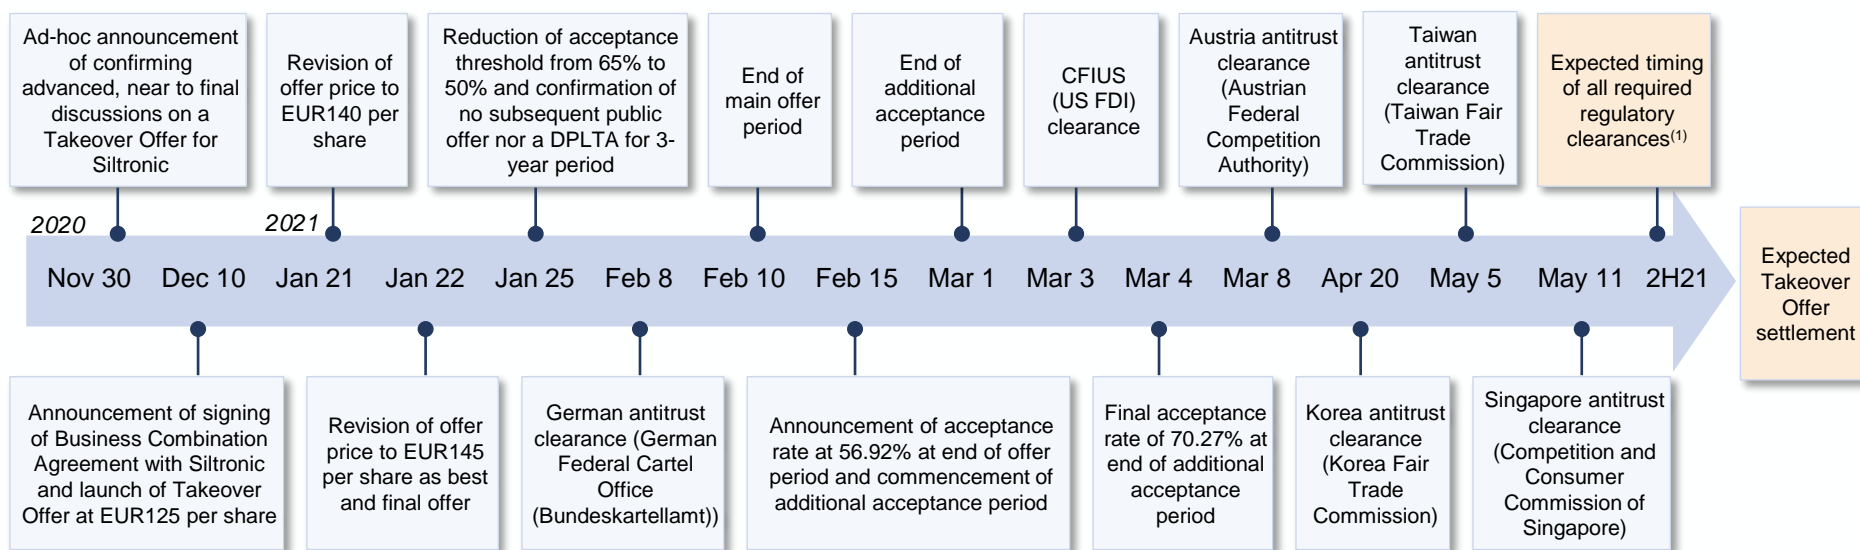 Ad-hoc announcement
of confirming
advanced, near to final
discussions on a
Takeover Offer for
Siltronic
Revision of
offer price to
EUR140 per
share
Reduction of acceptance
threshold from 65% to
50% and confirmation of
no subsequent public
offer nor a DPLTA for 3-
year period
End of
main offer
period
End of
additional
acceptance
period
CFIUS
(US FDI)
clearance
Austria antitrust
clearance
(Austrian
Federal
Competition
Authority)
Taiwan
antitrust
clearance
(Taiwan Fair
Trade
Commission)
Expected timing
of all required
regulatory
clearances(1)
2020
2021
Nov 30 Dec 10 Jan 21 Jan 22 Jan 25 Feb 8 Feb 10 Feb 15 Mar 1 Mar 3 Mar 4 Mar 8 Apr 20 May 5 May 11 2H21
Expected
Takeover
Offer
settlement
Announcement of signing
of Business Combination
Agreement with Siltronic
and launch of Takeover
Offer at EUR125 per share
Revision of offer
price to EUR145
per share as best
and final offer
German antitrust
clearance (German
Federal Cartel
Office
(Bundeskartellamt))
Announcement of acceptance
rate at 56.92% at end of offer
period and commencement of
additional acceptance period
Final acceptance
rate of 70.27% at
end of additional
acceptance
period
Korea antitrust
clearance
(Korea Fair
Trade
Commission)
Singapore antitrust
clearance
(Competition and
Consumer
Commission of
Singapore)